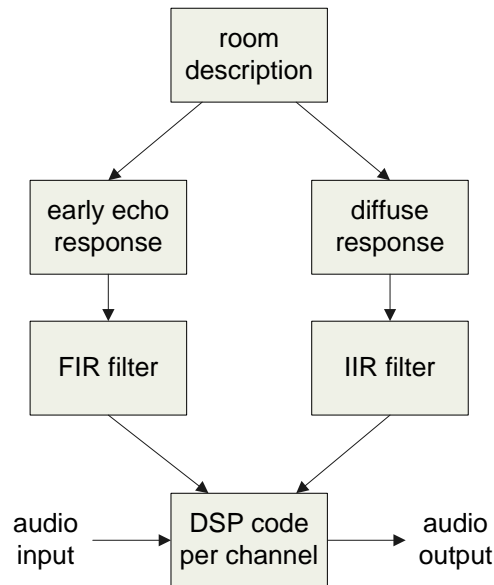 room
description
early echo
response
diffuse
response
FIR filter
IIR filter
audio
input
DSP code
per channel
audio
output